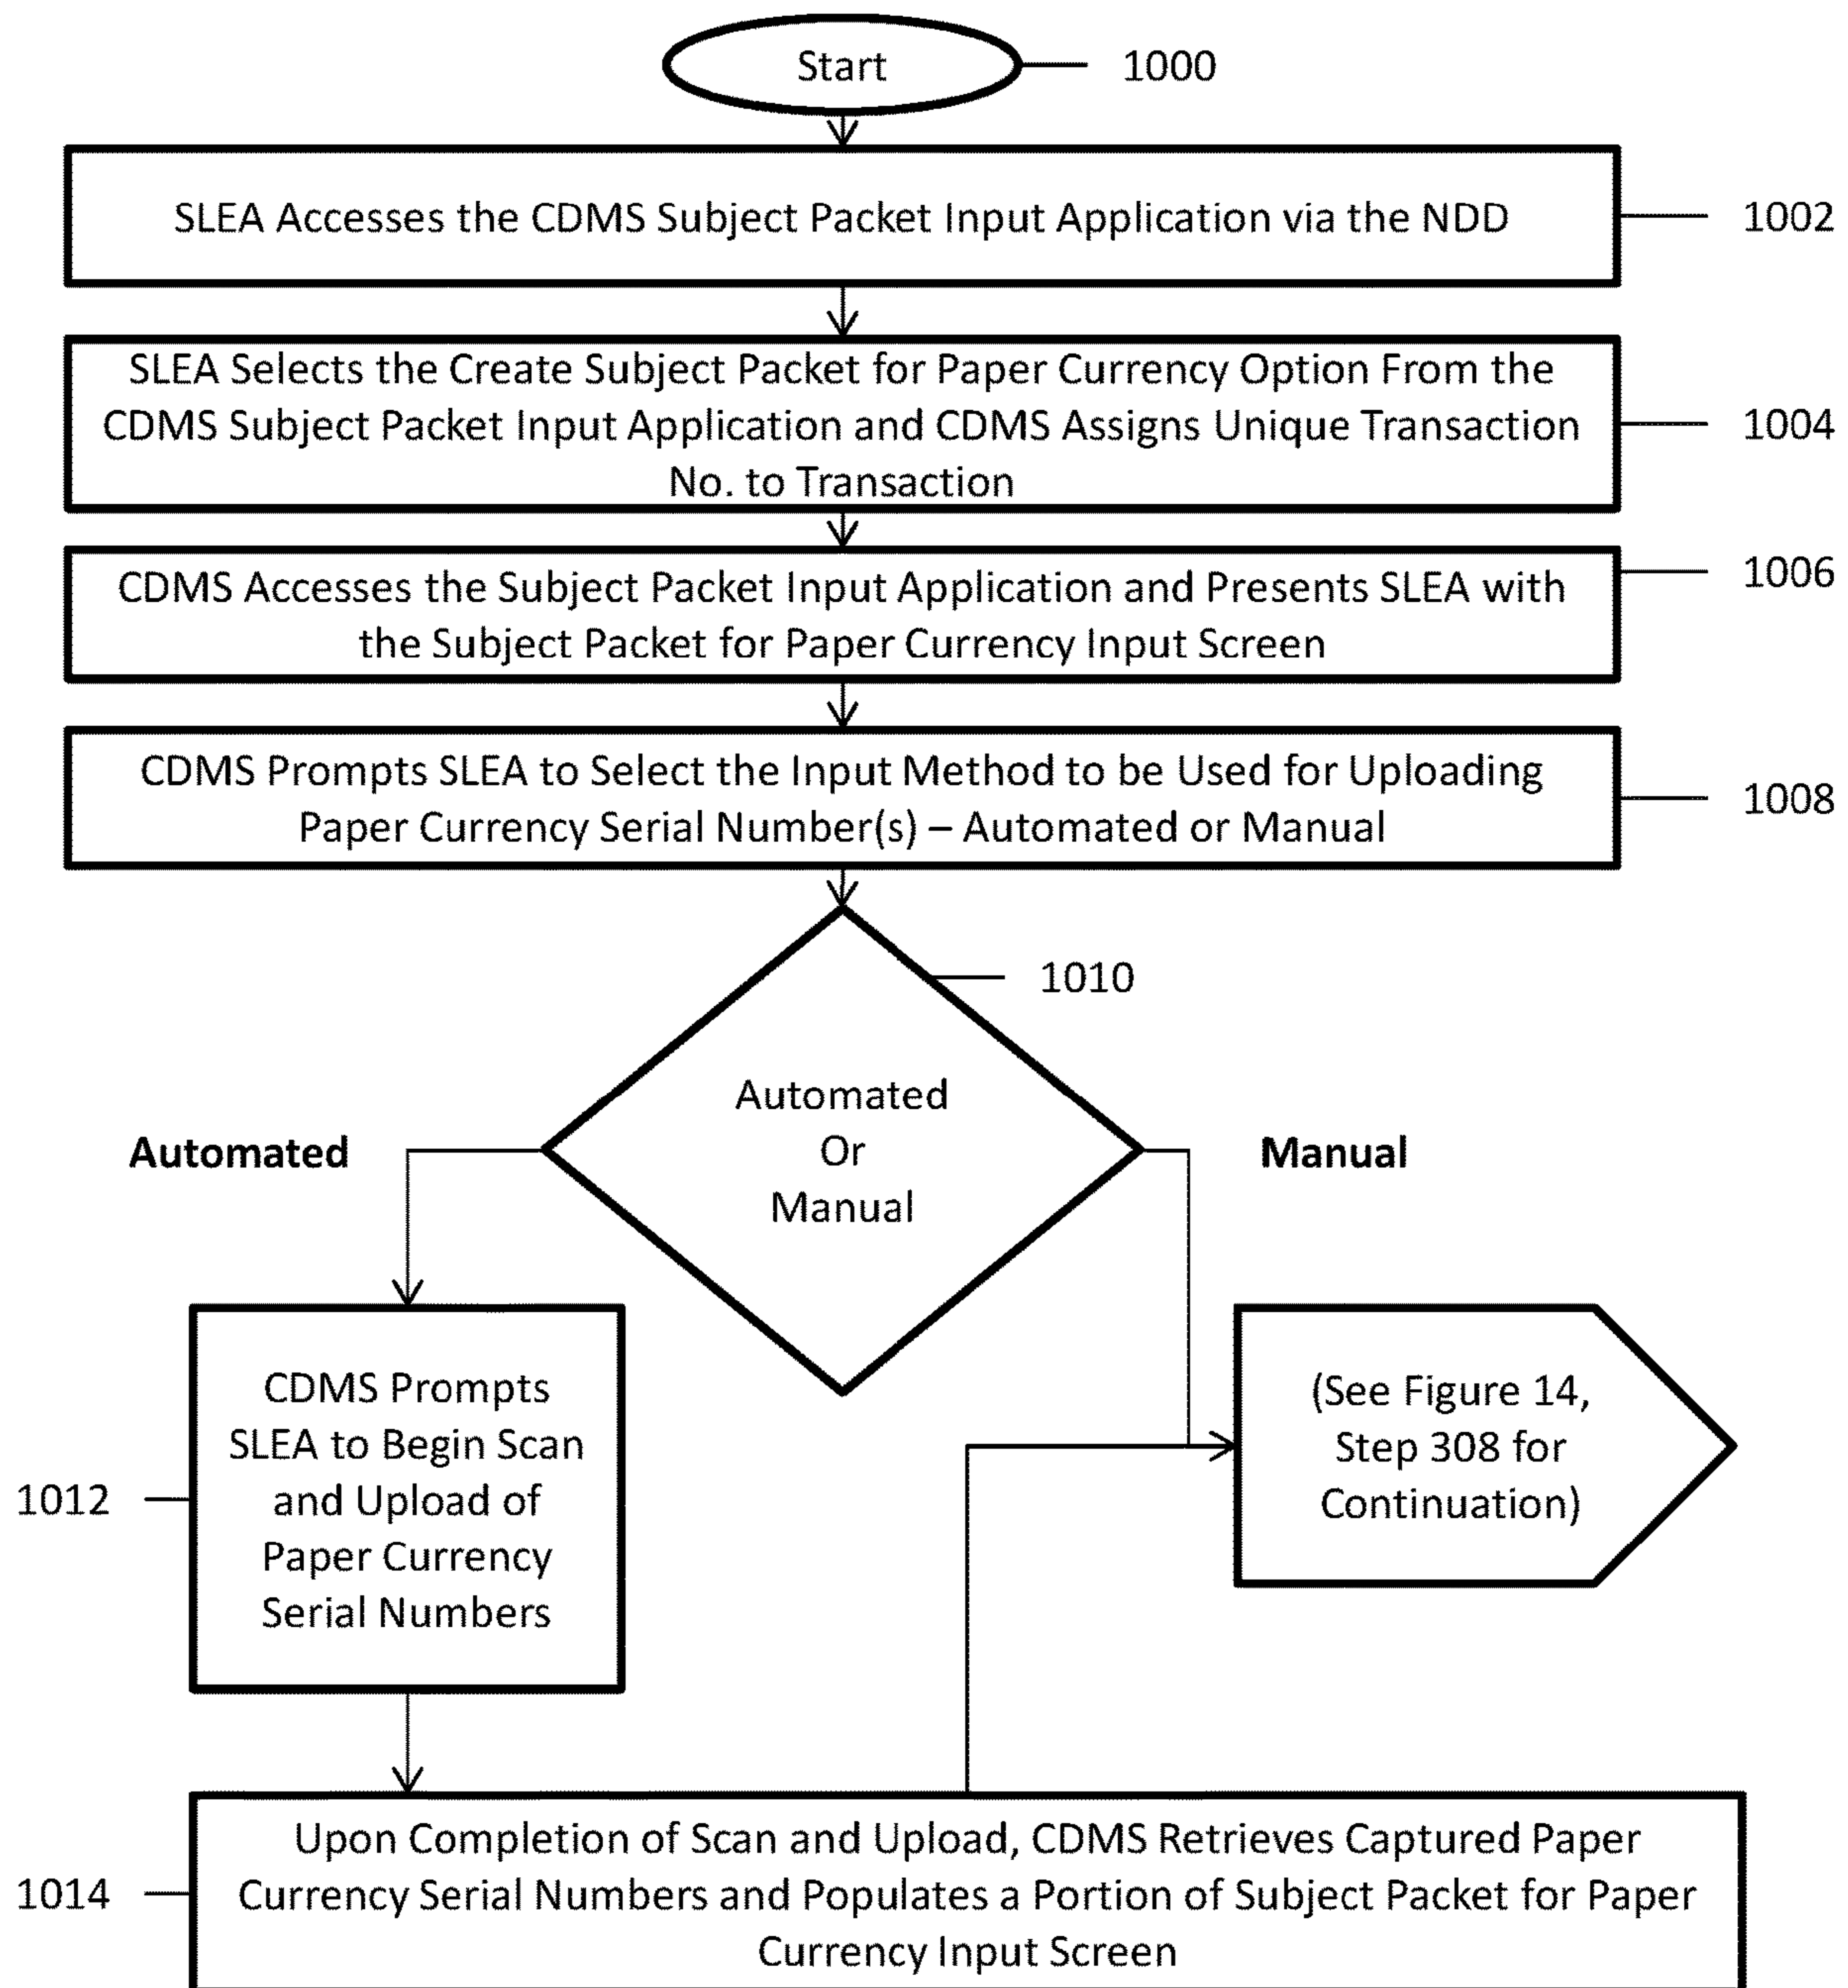 Start
1000
SLEA Accesses the CDMS Subject Packet Input Application via the NDD
1002
SLEA Selects the Create Subject Packet for Paper Currency Option From the
CDMS Subject Packet Input Application and CDMS Assigns Unique Transaction
No. to Transaction
1004
CDMS Accesses the Subject Packet Input Application and Presents SLEA with
the Subject Packet for Paper Currency Input Screen
1006
CDMS Prompts SLEA to Select the Input Method to be Used for Uploading
Paper Currency Serial Number(s) – Automated or Manual
1008
1010
Automated
Or
Manual
Automated
Manual
CDMS Prompts
SLEA to Begin Scan
and Upload of
Paper Currency
Serial Numbers
1012
(See Figure 14,
Step 308 for
Continuation)
Upon Completion of Scan and Upload, CDMS Retrieves Captured Paper
Currency Serial Numbers and Populates a Portion of Subject Packet for Paper
Currency Input Screen
1014